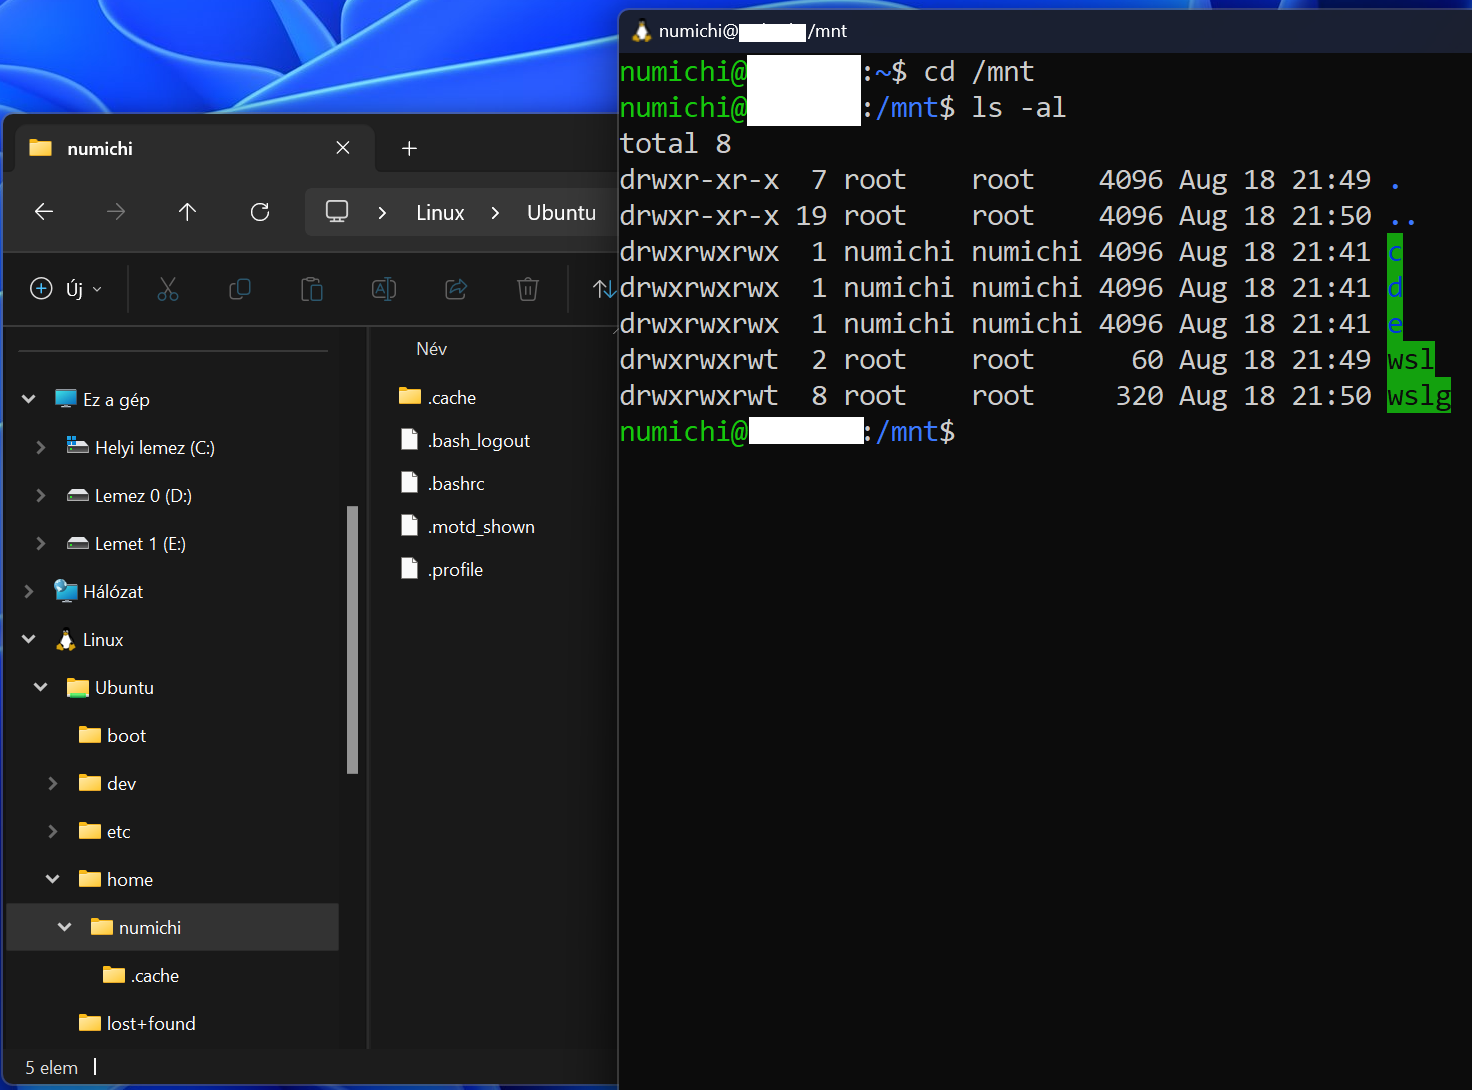 numichi
Linux > Ubuntu
Új
Név
Ez a gép
Helyi lemez (C:)
Lemez 0 (D:)
Lemet 1 (E:)
Hálózat
Linux
Ubuntu
boot
dev
etc
home
numichi
.cache
lost+found
.cache
.bash_logout
.bashrc
.motd_shown
.profile
5 elem
numichi@ /mnt
numichi@ :~$ cd /mnt
numichi@ :/mnt$ ls -al
total 8
drwxr-xr-x 7 root root 4096 Aug 18 21:49 .
drwxr-xr-x 19 root root 4096 Aug 18 21:50 ..
drwxrwxrwx 1 numichi numichi 4096 Aug 18 21:41 c
drwxrwxrwx 1 numichi numichi 4096 Aug 18 21:41 d
drwxrwxrwx 1 numichi numichi 4096 Aug 18 21:41 e
drwxrwxrwt 2 root root 60 Aug 18 21:49 wsl
drwxrwxrwt 8 root root 320 Aug 18 21:50 wslg
numichi@ :/mnt$